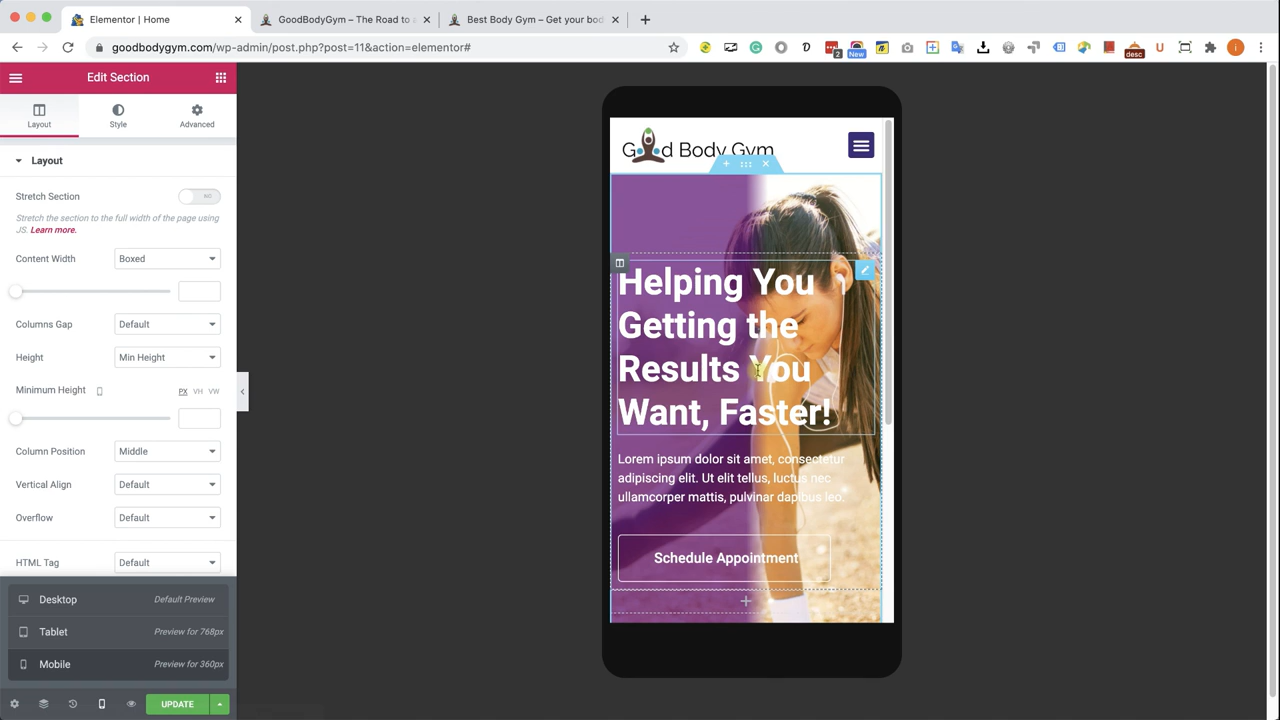 Elementor | Home
GoodBodyGym – The Road to a
Best Body Gym – Get your bod
goodbodygym.com/wp-admin/post.php?post=11&action=elementor#
2
New
desc
i
Edit Section
Layout
Style
Advanced
Layout
Stretch Section
NO
Stretch the section to the full width of the page using
JS. Learn more.
Content Width
Boxed
Columns Gap
Default
Height
Min Height
Minimum Height
PX VH VW
Column Position
Middle
Vertical Align
Default
Overflow
Default
HTML Tag
Default
Desktop
Default Preview
Tablet
Preview for 768px
Mobile
Preview for 360px
UPDATE
Good Body Gym
Helping You
Getting the
Results You
Want, Faster!
Lorem ipsum dolor sit amet, consectetur
adipiscing elit. Ut elit tellus, luctus nec
ullamcorper mattis, pulvinar dapibus leo.
Schedule Appointment